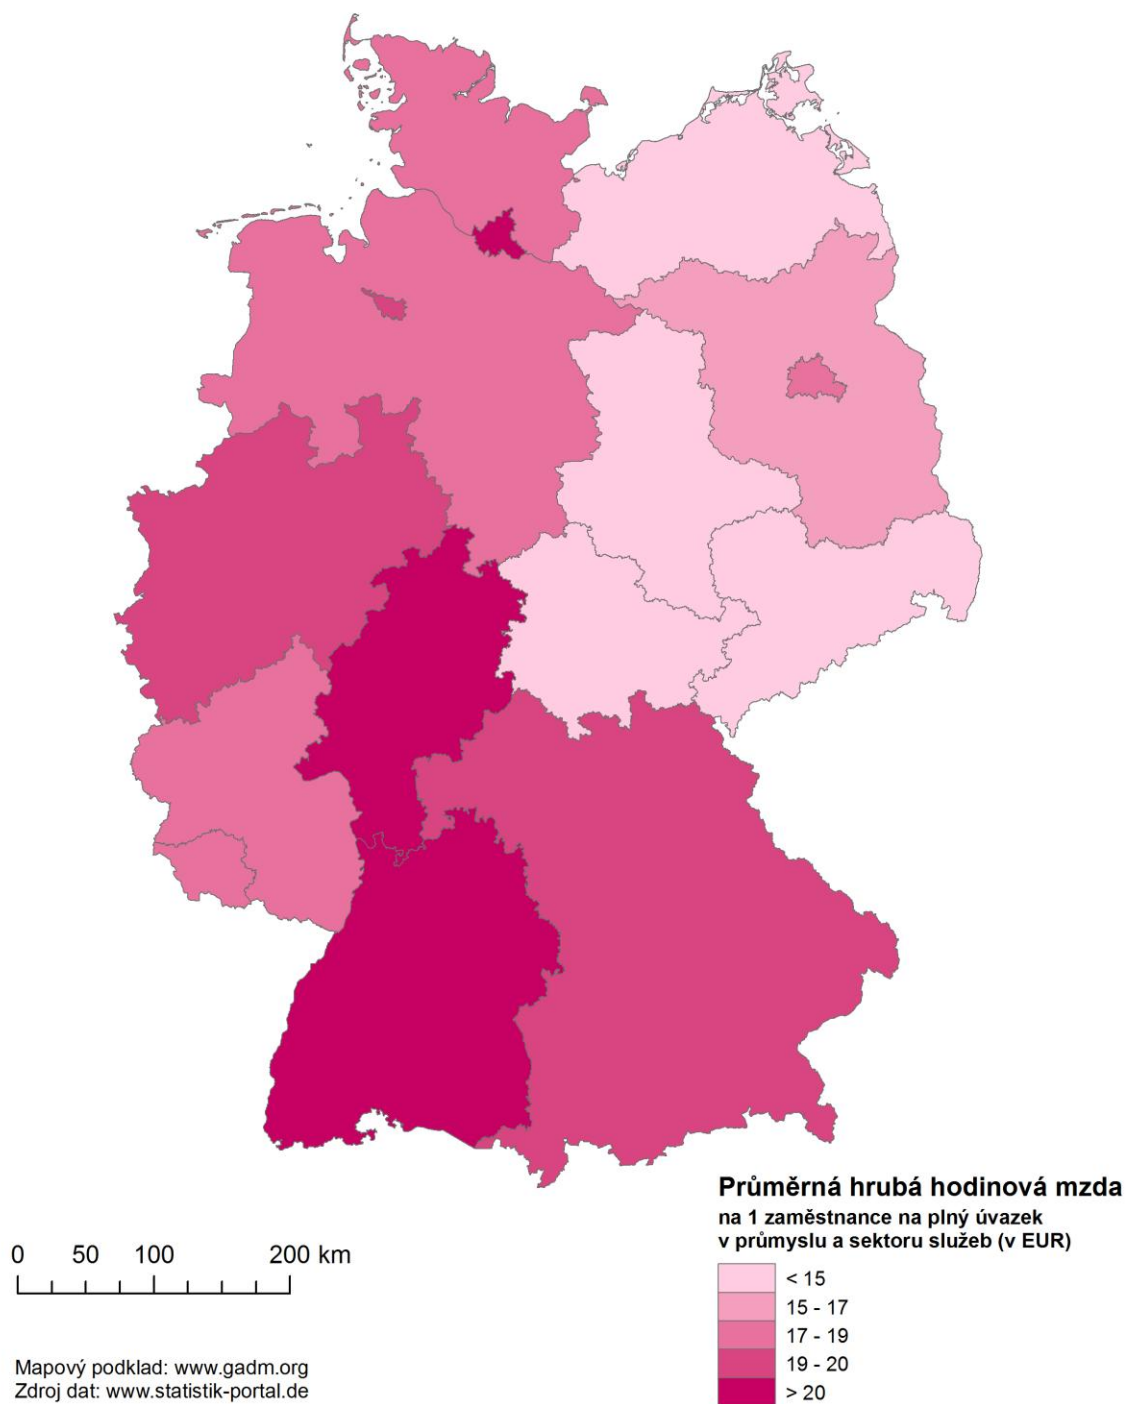 Průměrná hrubá hodinová mzda
na 1 zaměstnance na plný úvazek
v průmyslu a sektoru služeb (v EUR)
< 15
15 - 17
17 - 19
19 - 20
> 20
0 50 100 200 km
Mapový podklad: www.gadm.org
Zdroj dat: www.statistik-portal.de